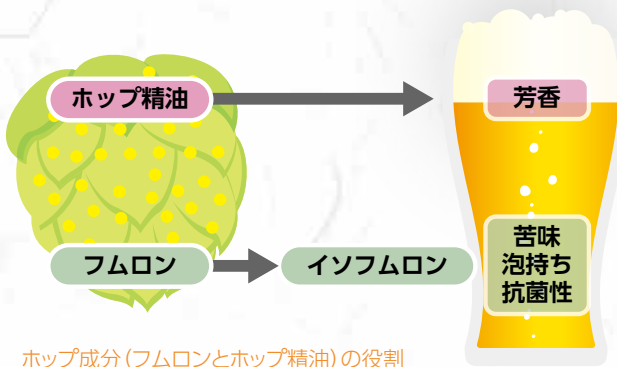 ホップ精油
芳香
フムロン
イソフムロン
苦味
泡持ち
抗菌性
ホップ成分(フムロンとホップ精油)の役割